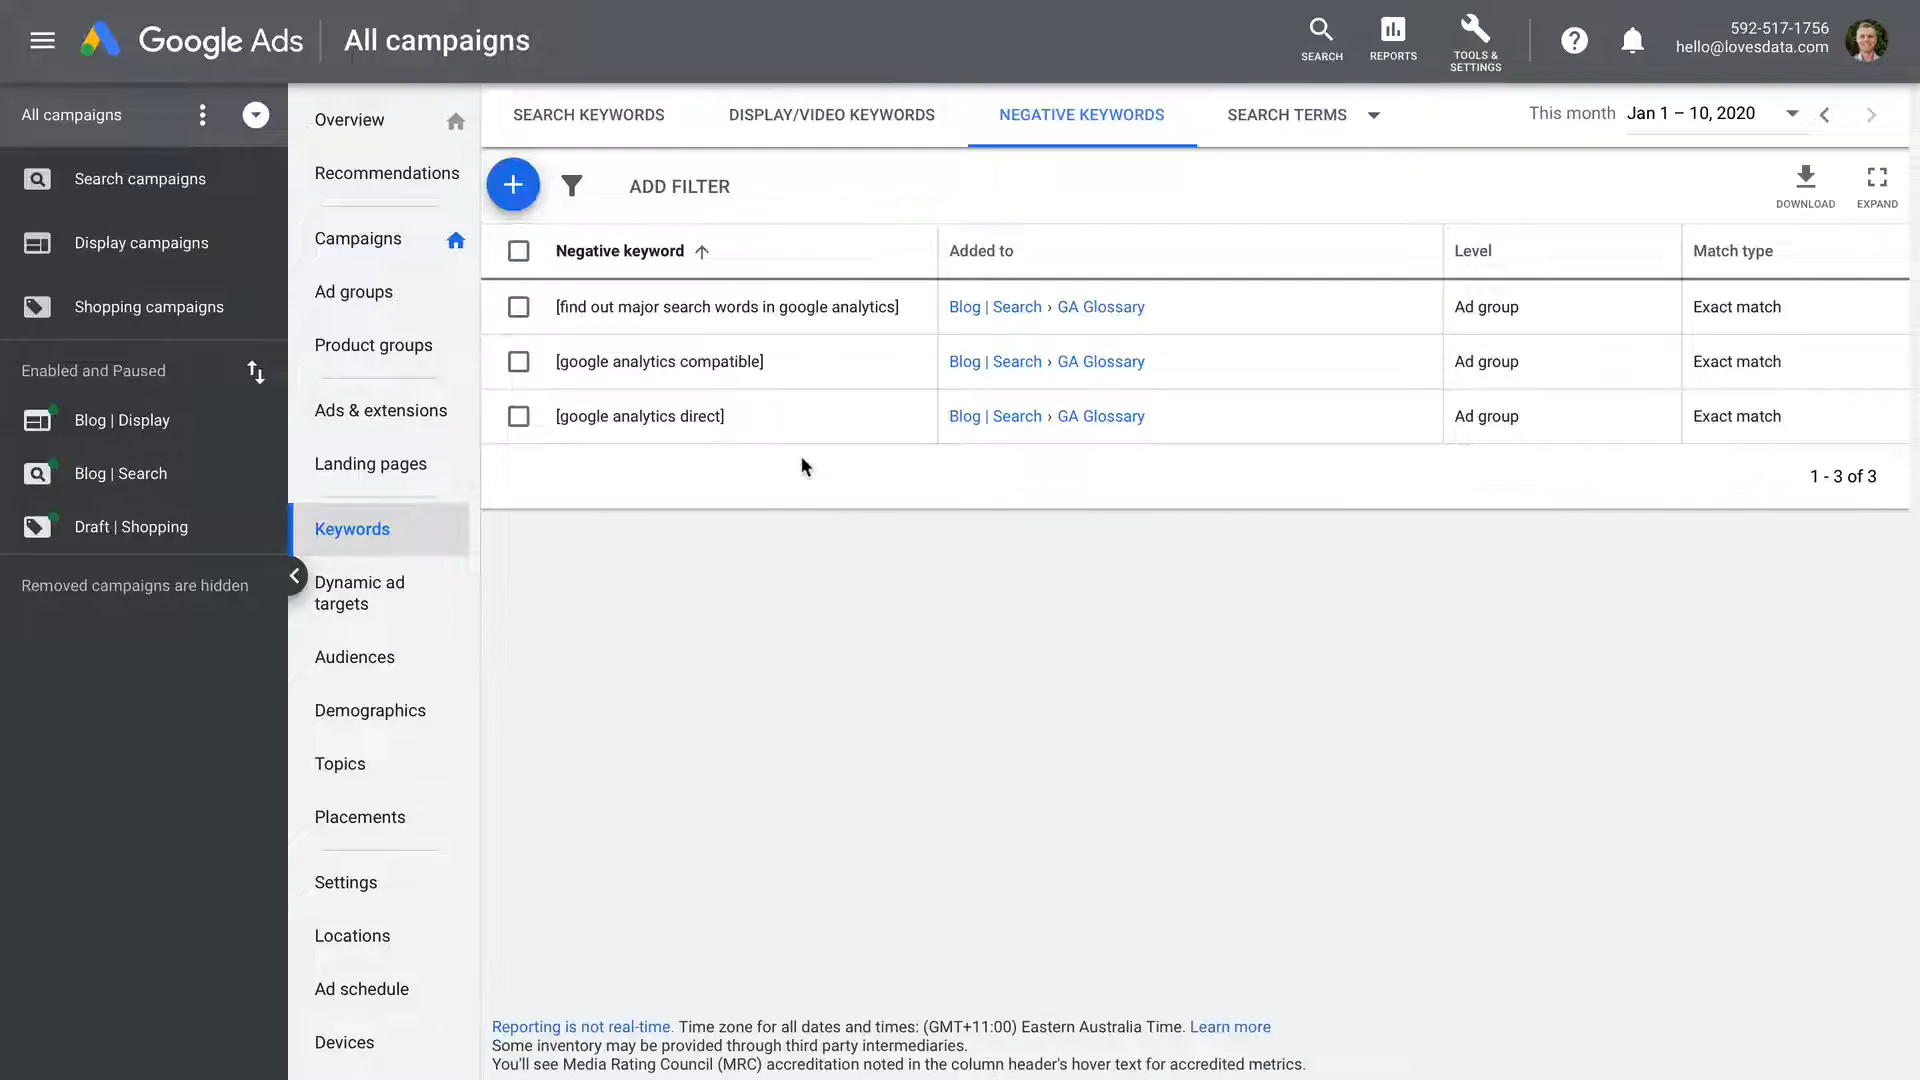 Google Ads
All campaigns
SEARCH
REPORTS
TOOLS &
SETTINGS
592-517-1756
hello@lovesdata.com
All campaigns
Search campaigns
Display campaigns
Shopping campaigns
Enabled and Paused
Blog | Display
Blog | Search
Draft | Shopping
Removed campaigns are hidden
Overview
Recommendations
Campaigns
Ad groups
Product groups
Ads & extensions
Landing pages
Keywords
Dynamic ad
targets
Audiences
Demographics
Topics
Placements
Settings
Locations
Ad schedule
Devices
SEARCH KEYWORDS DISPLAY/VIDEO KEYWORDS NEGATIVE KEYWORDS SEARCH TERMS This month Jan 1 – 10, 2020
ADD FILTER
DOWNLOAD EXPAND
Negative keyword Added to Level Match type
[find out major search words in google analytics] Blog | Search › GA Glossary Ad group Exact match
[google analytics compatible] Blog | Search › GA Glossary Ad group Exact match
[google analytics direct] Blog | Search › GA Glossary Ad group Exact match
1 - 3 of 3
Reporting is not real-time. Time zone for all dates and times: (GMT+11:00) Eastern Australia Time. Learn more
Some inventory may be provided through third party intermediaries.
You'll see Media Rating Council (MRC) accreditation noted in the column header's hover text for accredited metrics.